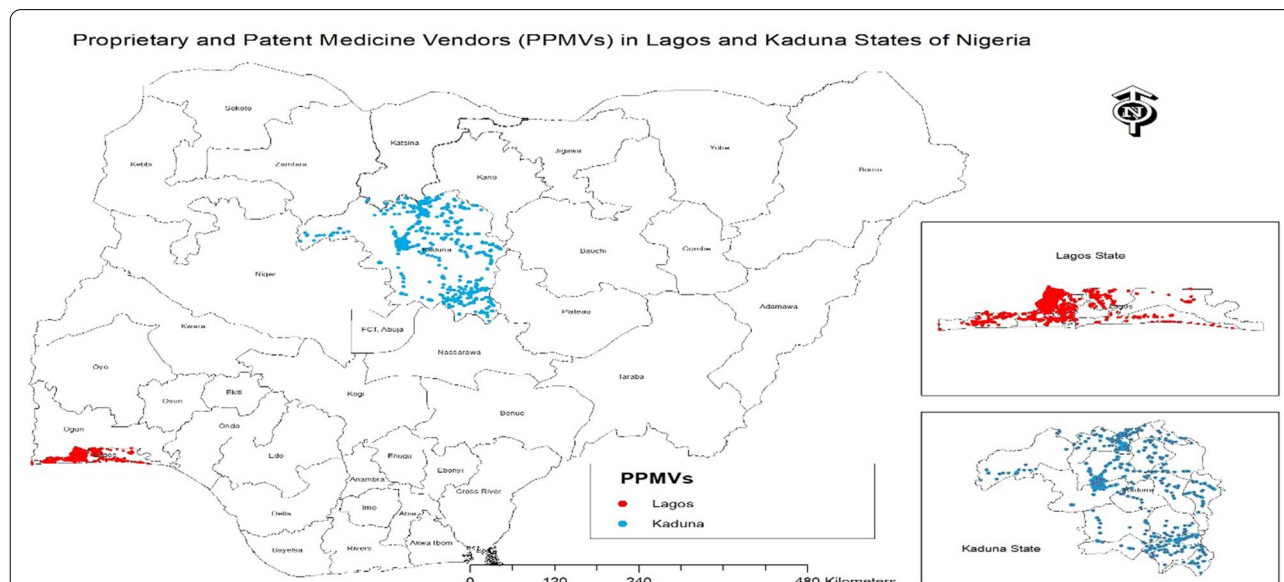 Proprietary and Patent Medicine Vendors (PPMVs) in Lagos and Kaduna States of Nigeria
N
Sokoto
Katsina
Yobe
Jigawa
Kebbi
Zamfara
Kano
Borno
Kaduna
Bauchi
Gombe
Niger
Adamawa
Plateau
FCT, Abuja
Kwara
Nassarawa
Oyo
Taraba
Ekiti
Kogi
Osun
Benue
Ogun
Ondo
Lagos
Edo
Enugu
Ebonyi
Anambra
Cross River
Imo
Abia
Delta
Akwa Ibom
Rivers
Bayelsa
PPMVs
Lagos
Kaduna
240 120 240 480 Kilometers
Lagos State
Lagos
Kaduna
Kaduna State